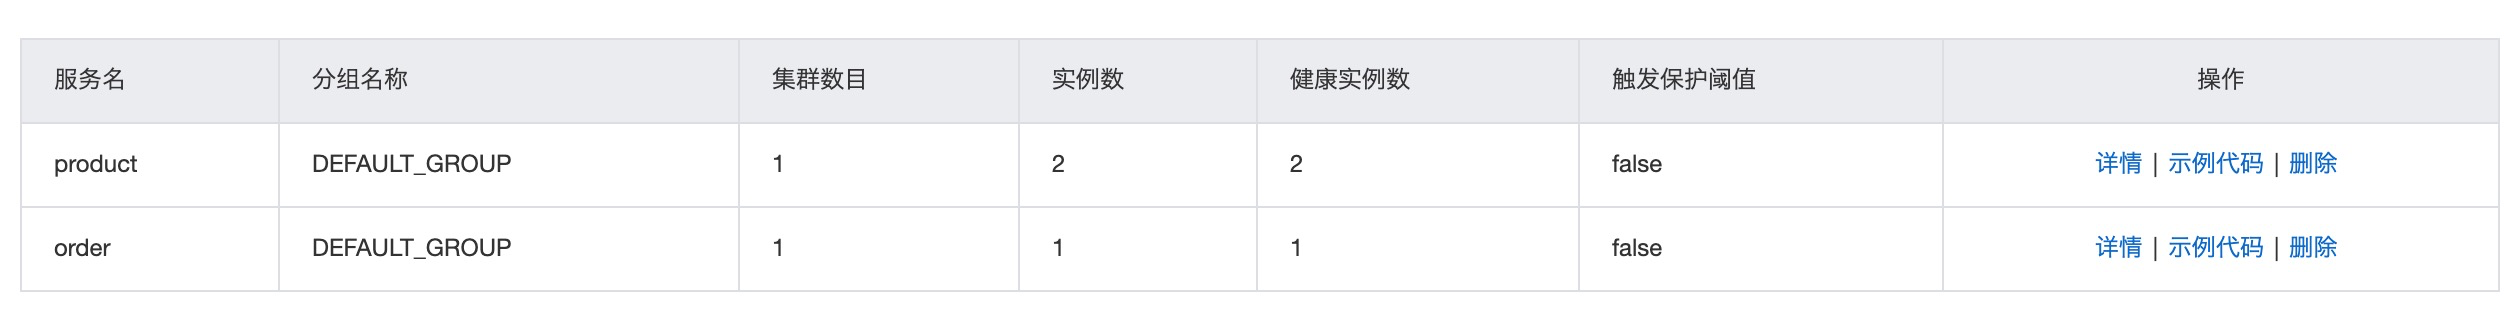 服务名 分组名称 集群数目 实例数 健康实例数 触发保护阈值 操作
product DEFAULT_GROUP 1 2 2 false 详情 | 示例代码 | 删除
order DEFAULT_GROUP 1 1 1 false 详情 | 示例代码 | 删除